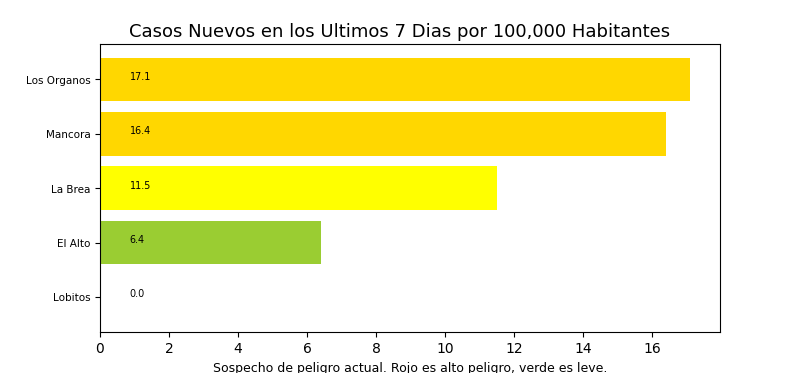 Casos Nuevos en los Ultimos 7 Dias por 100,000 Habitantes
Los Organos 17.1
Mancora 16.4
La Brea 11.5
El Alto 6.4
Lobitos 0.0
0 2 4 6 8 10 12 14 16
Sospecho de peligro actual. Rojo es alto peligro, verde es leve.